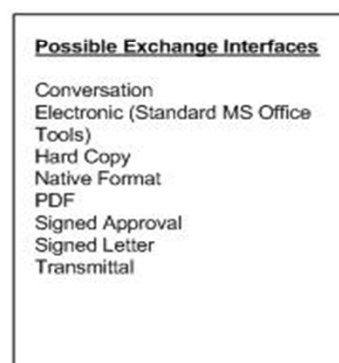 Possible Exchange Interfaces
Conversation
Electronic (Standard MS Office
Tools)
Hard Copy
Native Format
PDF
Signed Approval
Signed Letter
Transmittal